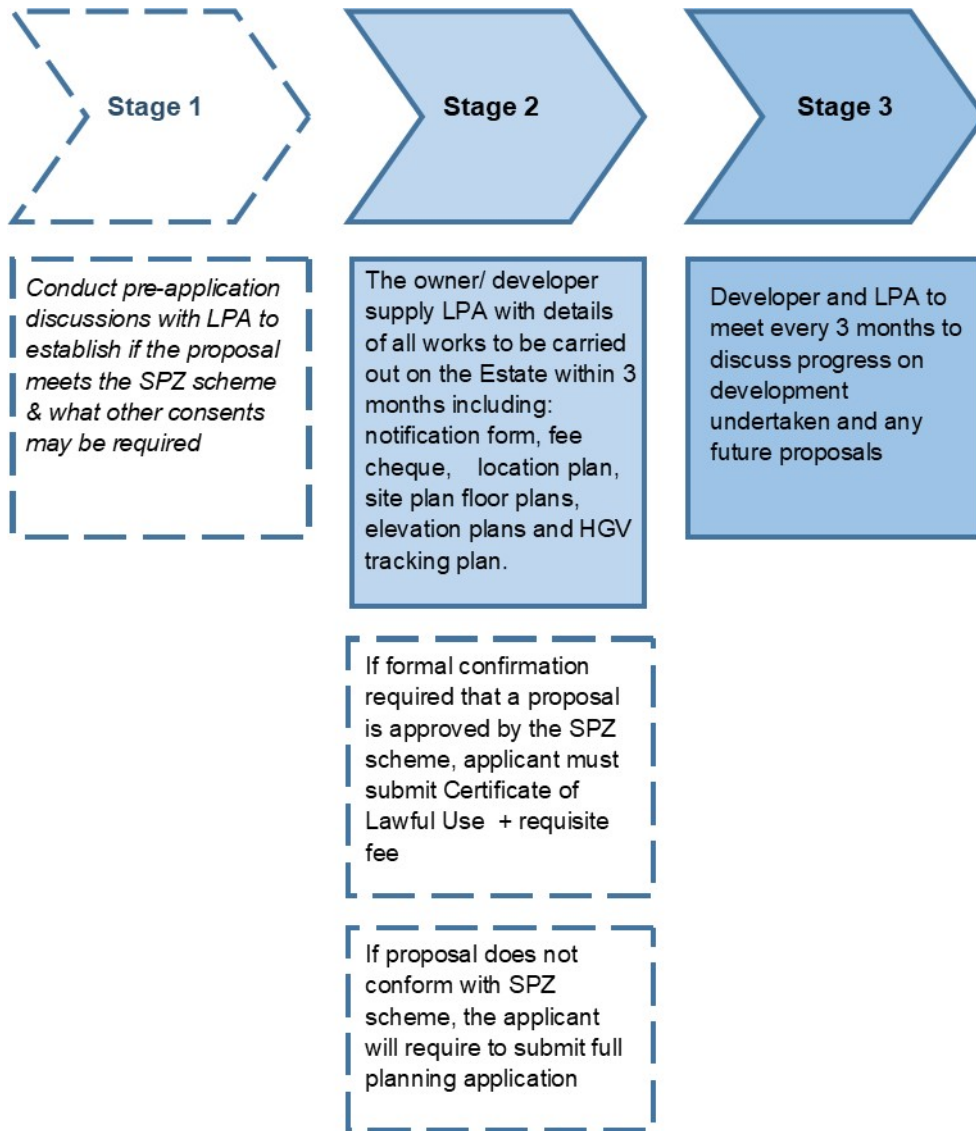 Stage 1
Stage 2
Stage 3
Conduct pre-application
discussions with LPA to
establish if the proposal
meets the SPZ scheme
& what other consents
may be required
The owner/ developer
supply LPA with details
of all works to be carried
out on the Estate within 3
months including:
notification form, fee
cheque, location plan,
site plan floor plans,
elevation plans and HGV
tracking plan.
If formal confirmation
required that a proposal
is approved by the SPZ
scheme, applicant must
submit Certificate of
Lawful Use + requisite
fee
If proposal does not
conform with SPZ
scheme, the applicant
will require to submit full
planning application
Developer and LPA to
meet every 3 months to
discuss progress on
development
undertaken and any
future proposals